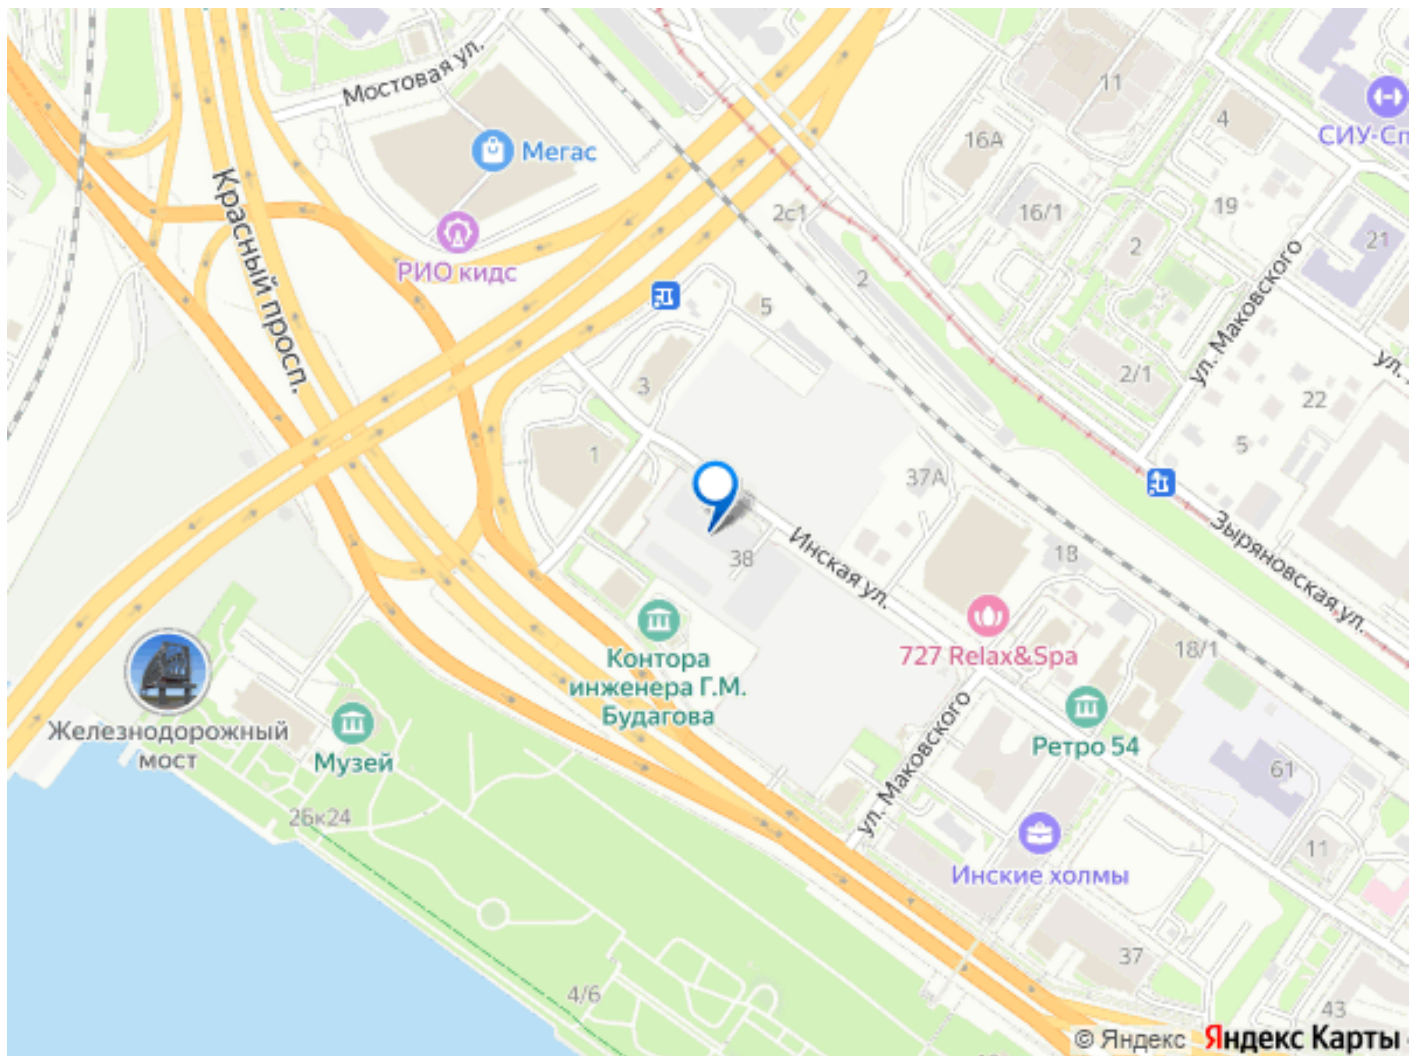 Мостовая ул.
11
4
СИУ-Сп
Мегас
16А
Красный просп.
2с1
16/1
19
21
2
РИО кидс
2
5
ул. Маковского
3
2/1
ул.
22
1
5
37А
38
Инская ул.
18
Зыряновская ул.
Контора
инженера Г.М.
Будагова
727 Relax&Spa
18/1
Железнодорожный
мост
Музей
Ретро 54
ул. Маковского
61
26к24
11
Инские холмы
37
4/6
43
© Яндекс Яндекс Карты